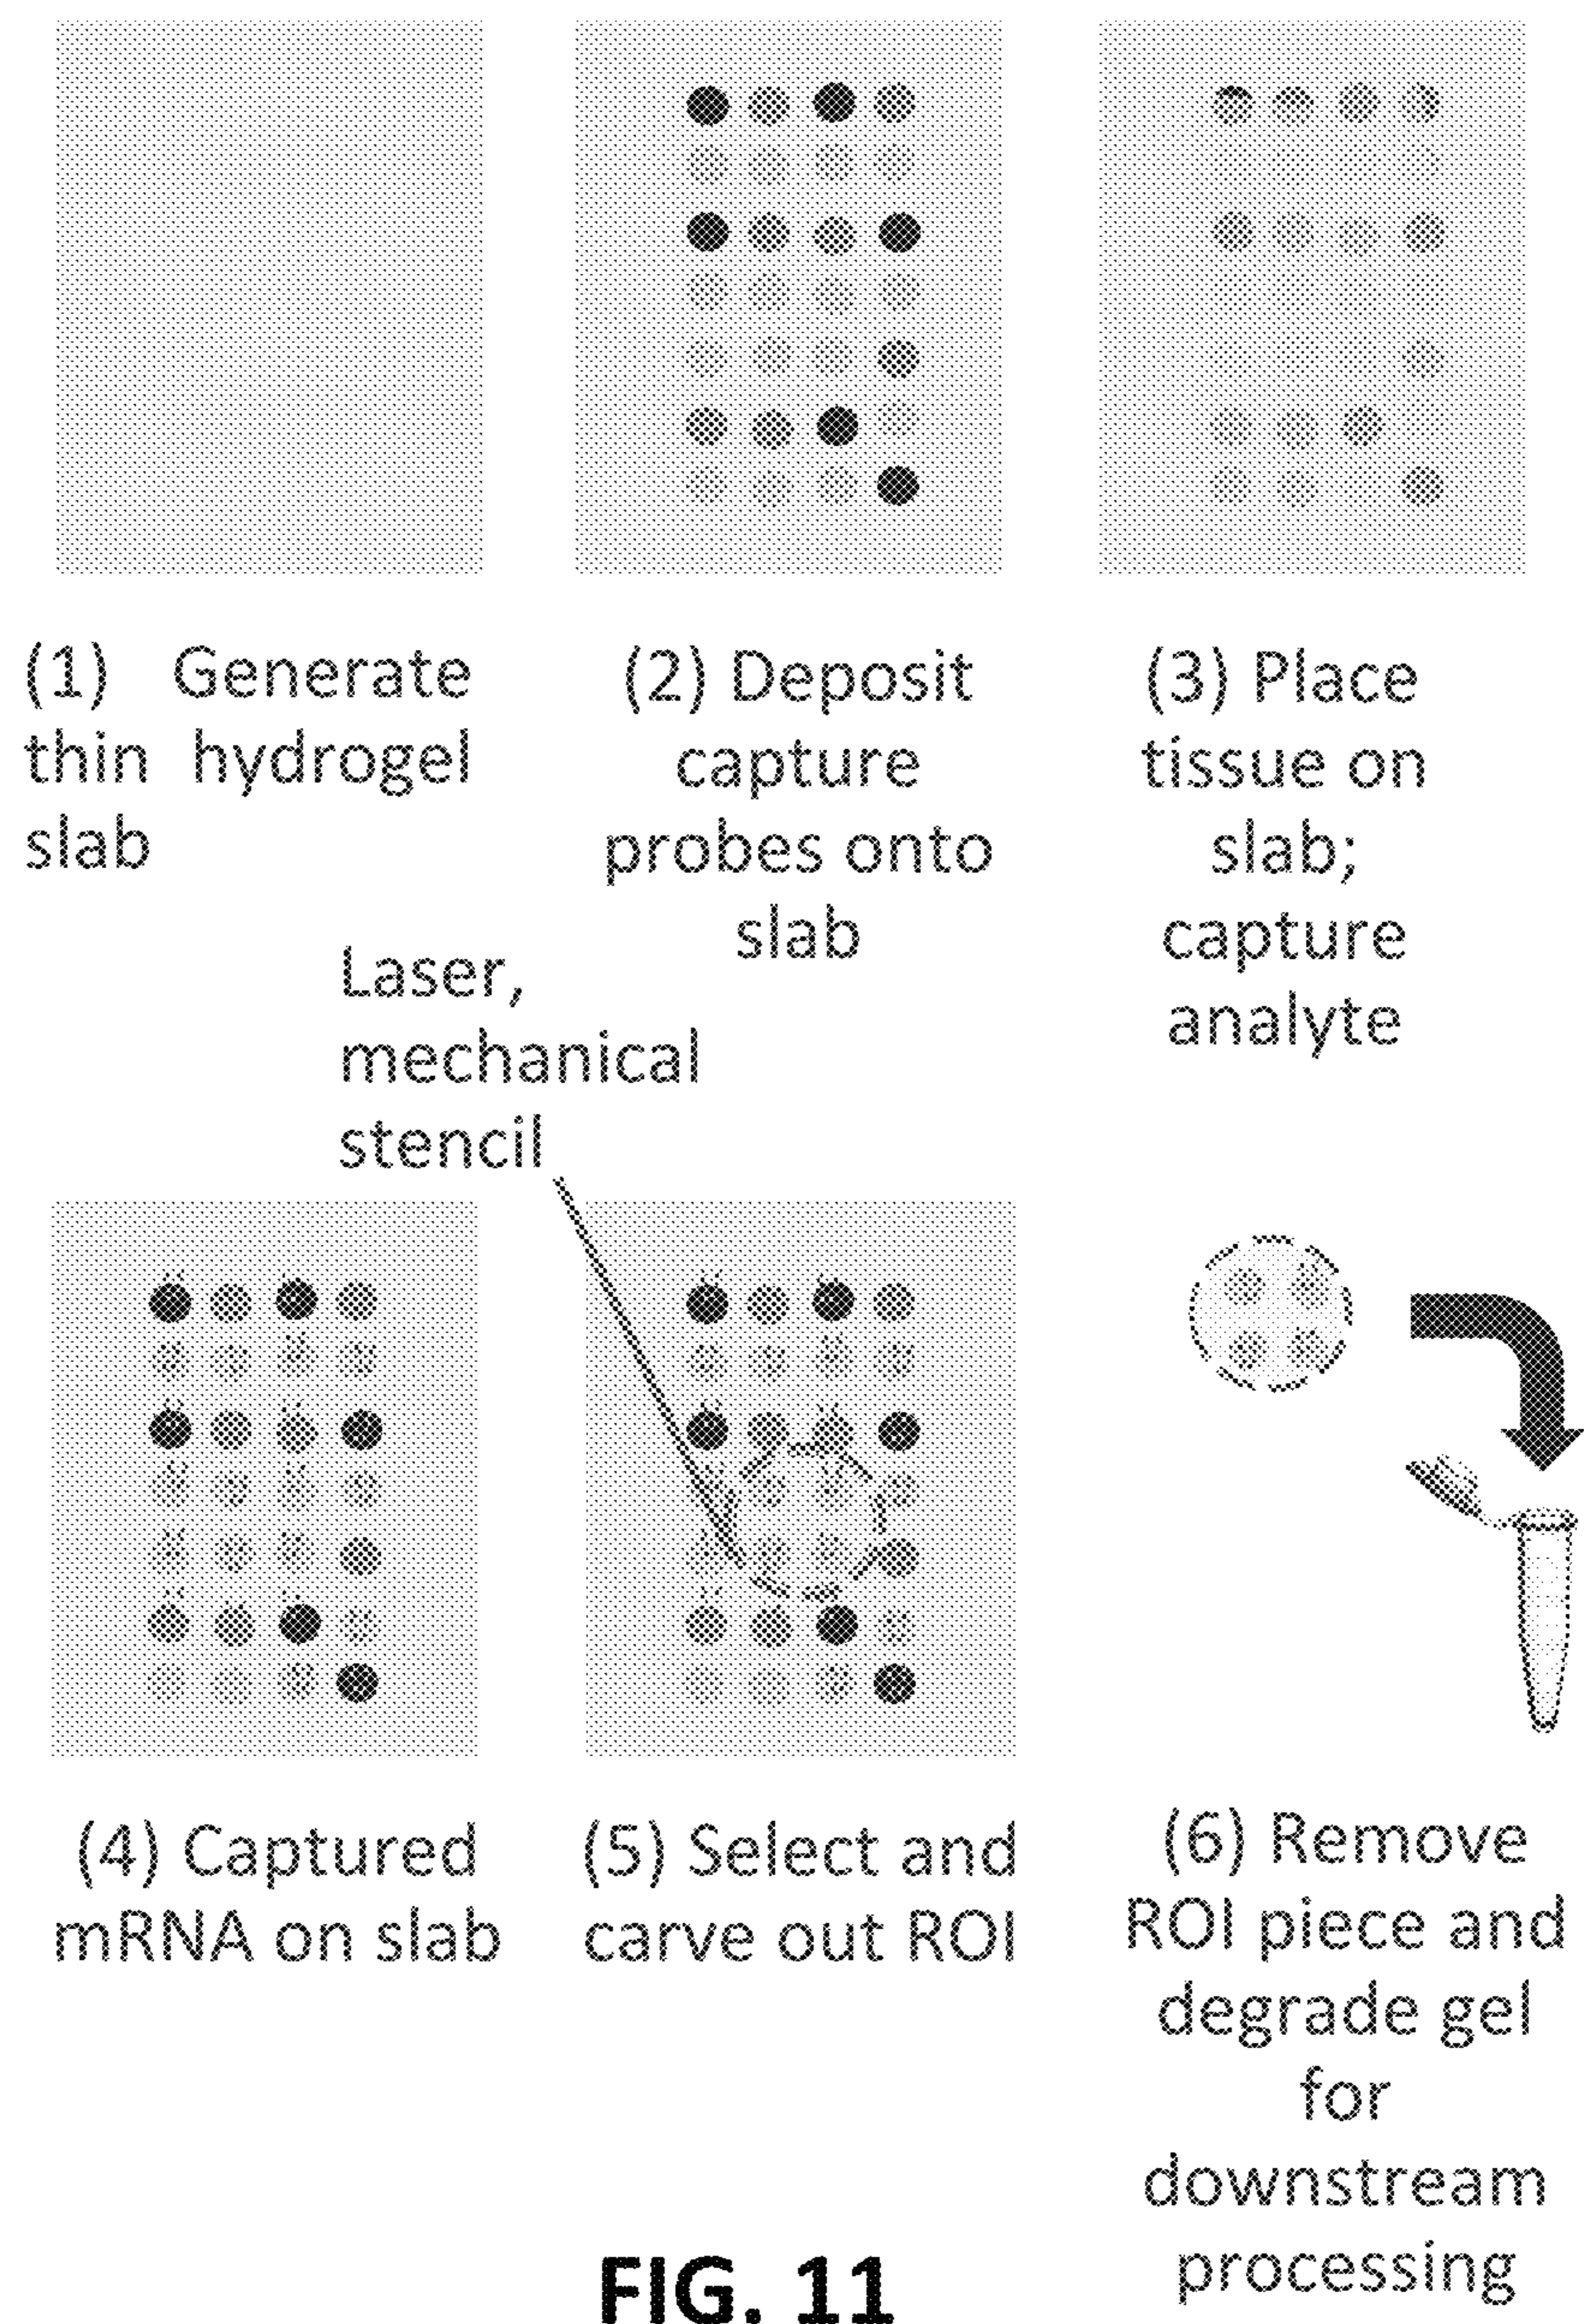 (1) Generate
thin hydrogel
slab
(2) Deposit
capture
probes onto
slab
(3) Place
tissue on
slab;
capture
analyte
Laser,
mechanical
stencil
(4) Captured
mRNA on slab
(5) Select and
carve out ROI
(6) Remove
ROI piece and
degrade gel
for
downstream
processing
FIG. 11